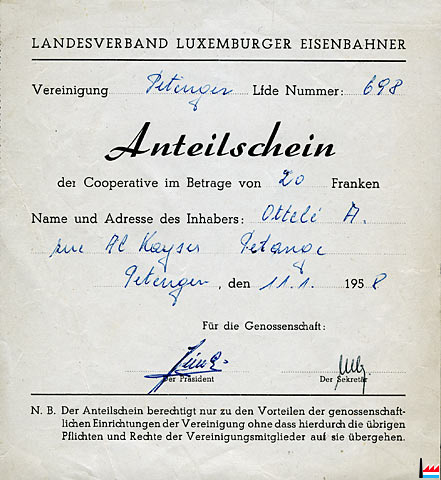 LANDESVERBAND LUXEMBURGER EISENBAHNER
Vereinigung Petingen Lfde Nummer: 698
Anteilschein
der Cooperative im Betrage von 20 Franken
Name und Adresse des Inhabers: Ottelé A.
rue Al Kayser Petange
Petingen, den 11.1. 1958
Für die Genossenschaft:
Der Präsident Der Sekretär
N. B. Der Anteilschein berechtigt nur zu den Vorteilen der genossenschaft-
lichen Einrichtungen der Vereinigung ohne dass hierdurch die übrigen
Pflichten und Rechte der Vereinigungsmitglieder auf sie übergehen.